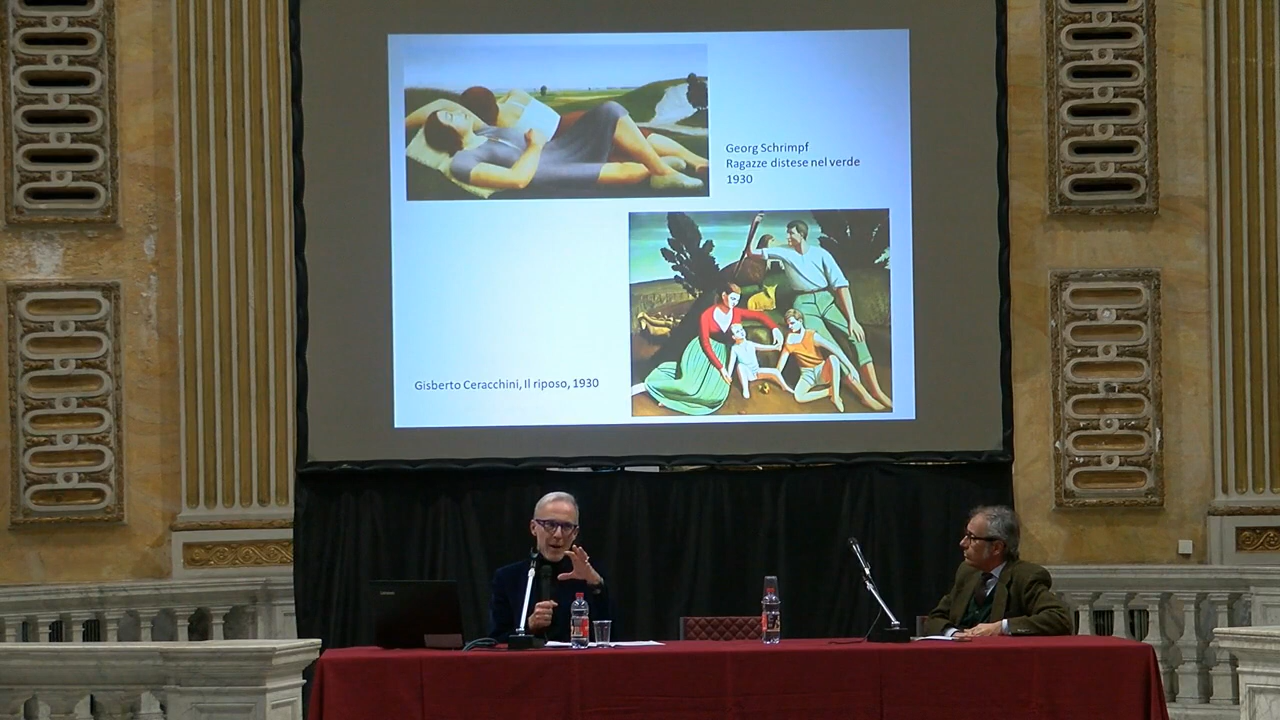 Georg Schrimpf
Ragazze distese nel verde
1930
Gisberto Ceracchini, Il riposo, 1930